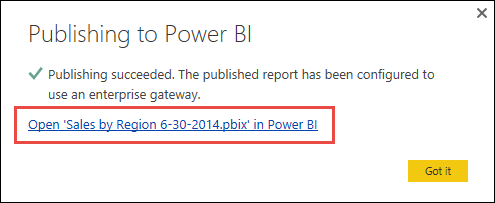 Publishing to Power BI
Publishing succeeded. The published report has been configured to
use an enterprise gateway.
Open 'Sales by Region 6-30-2014.pbix' in Power BI
Got it